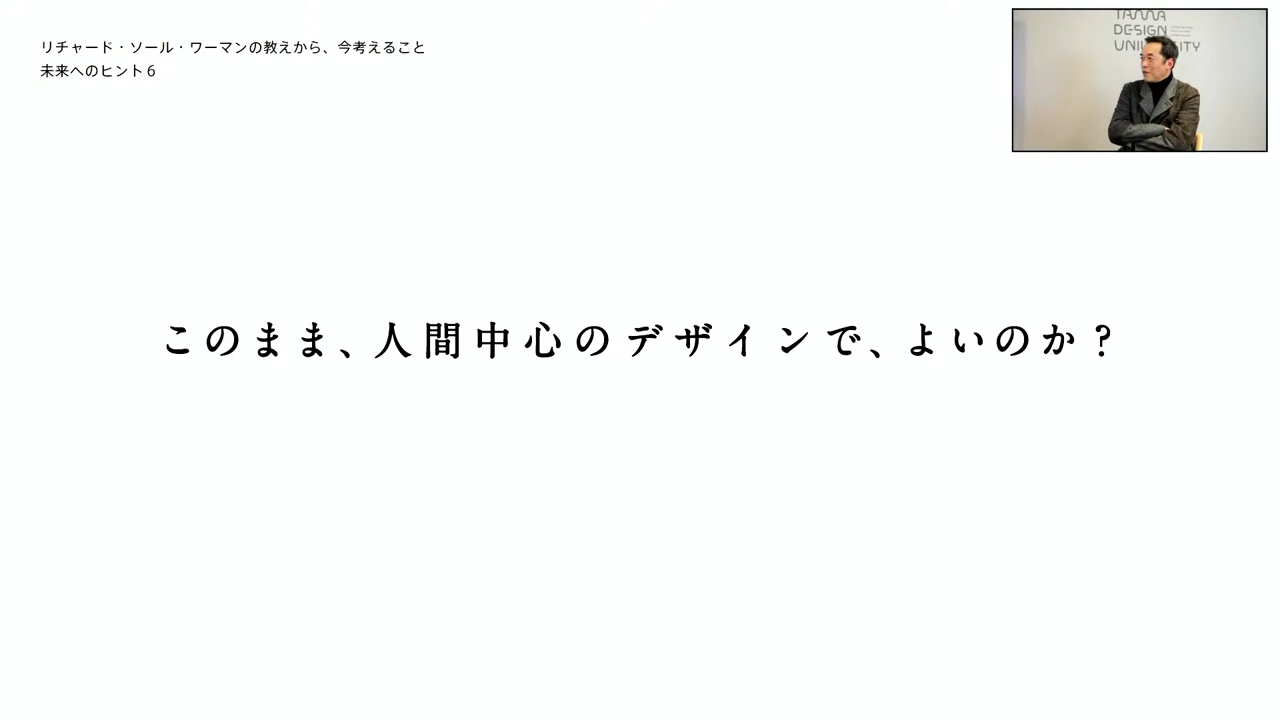 リチャード・ソール・ワーマンの教えから、今考えること
未来へのヒント６
TAMA
DESIGN
UNI
ITY
このまま、人間中心のデザインで、よいのか？